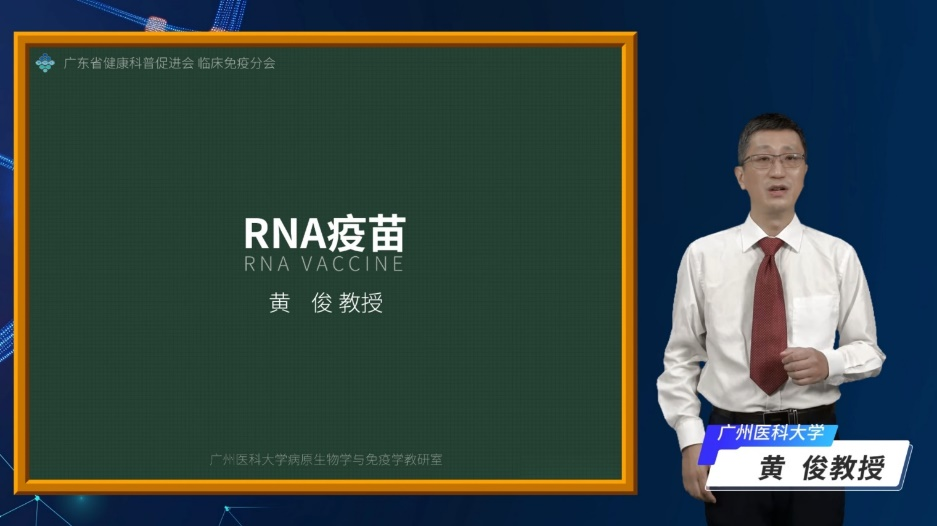 广东省健康科普促进会 临床免疫分会
RNA疫苗
RNA VACCINE
黄 俊 教授
广州医科大学病原生物学与免疫学教研室
广州医科大学
黄 俊教授